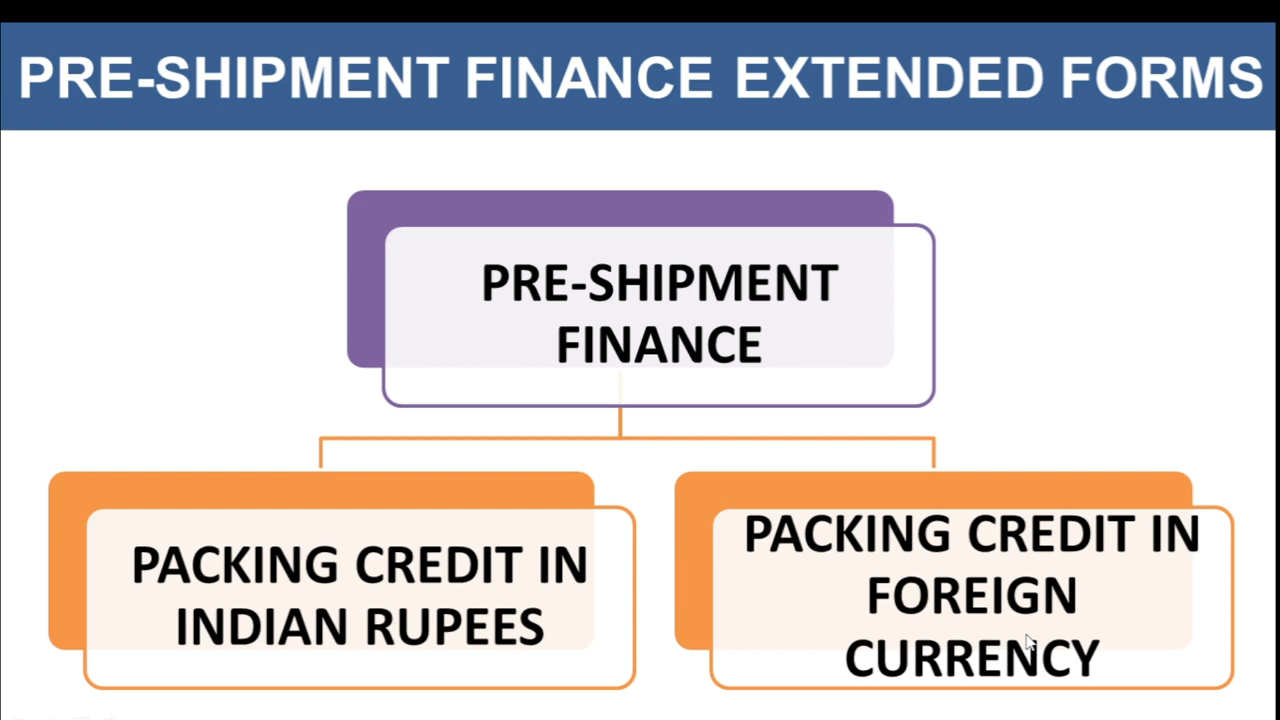 PRE-SHIPMENT FINANCE EXTENDED FORMS
PRE-SHIPMENT
FINANCE
PACKING CREDIT IN
INDIAN RUPEES
PACKING CREDIT IN
FOREIGN
CURRENCY